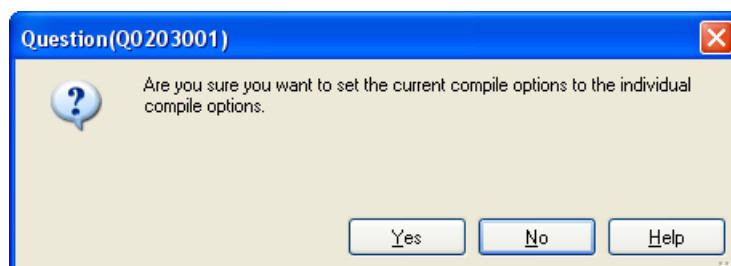 Question(Q0203001)
Are you sure you want to set the current compile options to the individual
compile options.
Yes No Help